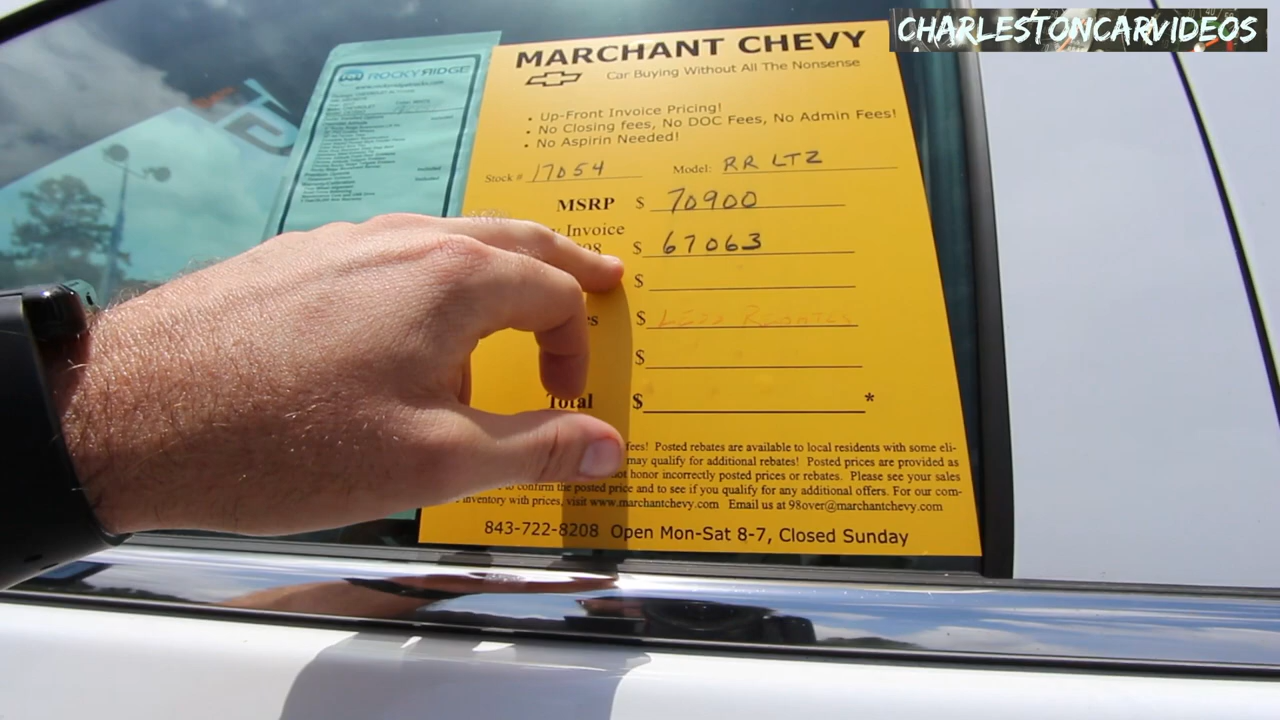 CHARLESTONCARVIDEOS
ROCKYRIDGE
MARCHANT CHEVY
Car Buying Without All The Nonsense
• Up-Front Invoice Pricing!
• No Closing fees, No DOC Fees, No Admin Fees!
• No Aspirin Needed!
Stock # 17054 Model: RR LTZ
MSRP $ 70900
Invoice
$ 67063
$
$ LESS REBATES
$
Total $ *
fees! Posted rebates are available to local residents with some eli-
may qualify for additional rebates! Posted prices are provided as
not honor incorrectly posted prices or rebates. Please see your sales
to confirm the posted price and to see if you qualify for any additional offers. For our com-
inventory with prices, visit www.marchantchevy.com Email us at 98over@marchantchevy.com
843-722-8208 Open Mon-Sat 8-7, Closed Sunday